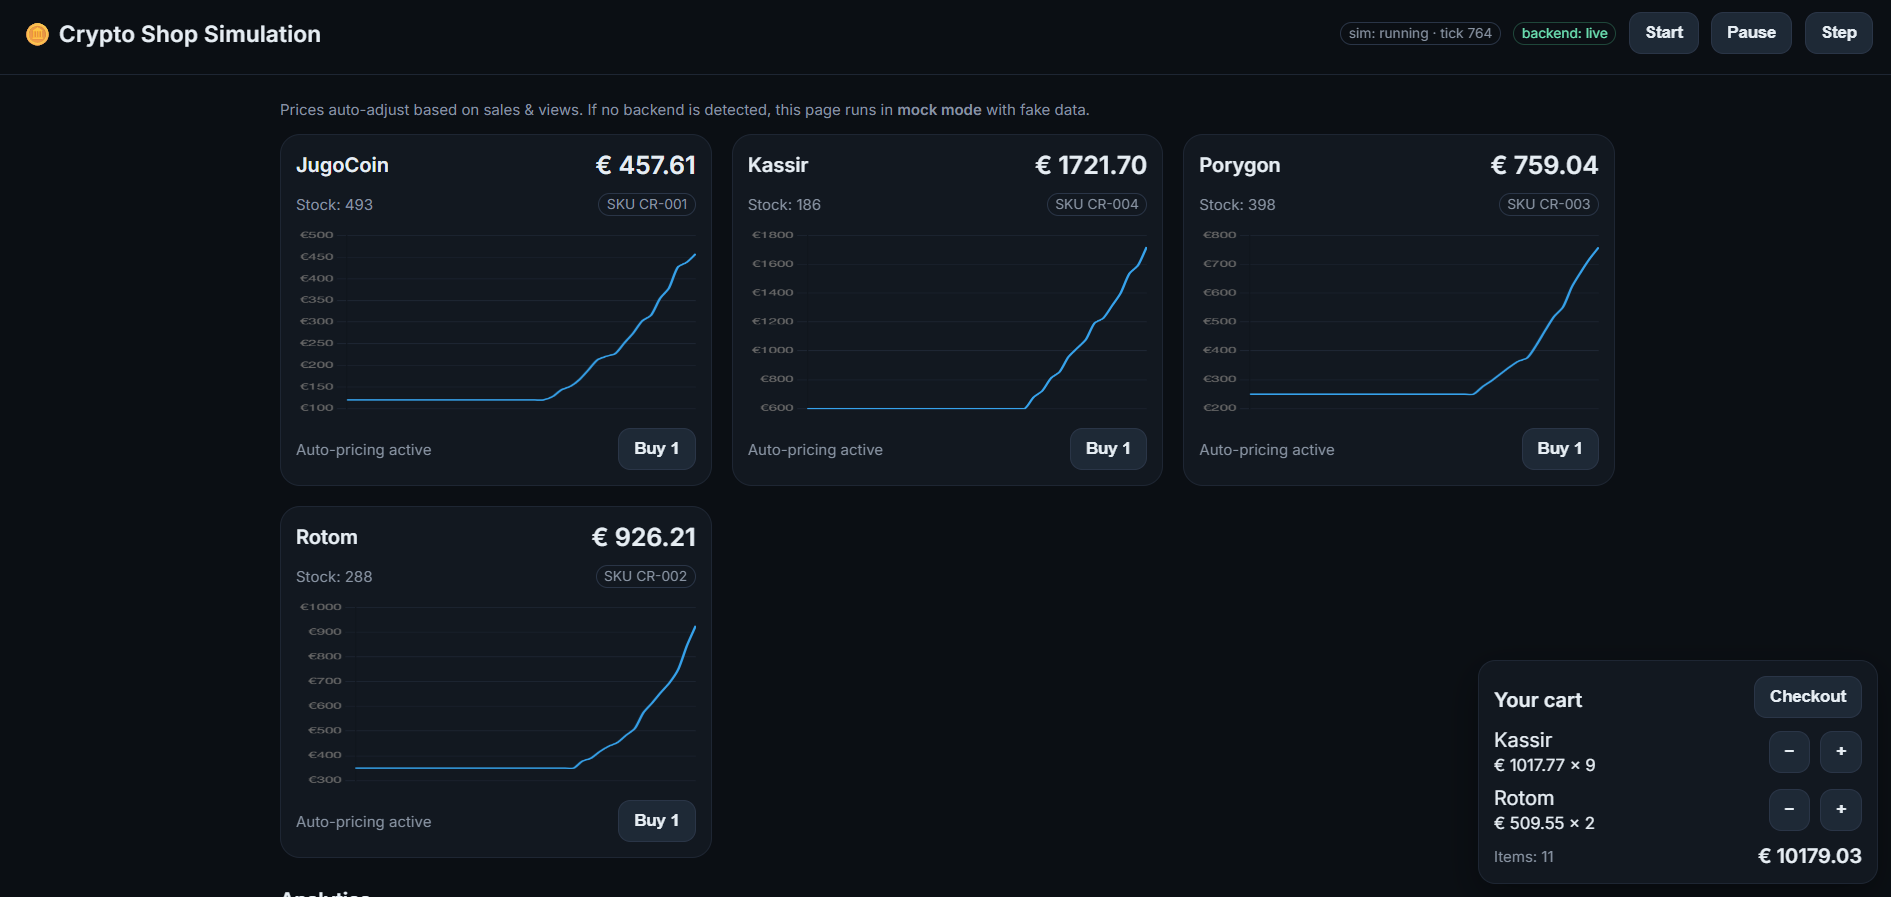 Crypto Shop Simulation
sim: running · tick 764
backend: live
Start
Pause
Step
Prices auto-adjust based on sales & views. If no backend is detected, this page runs in mock mode with fake data.
JugoCoin
€ 457.61
Stock: 493
SKU CR-001
€500
€450
€400
€350
€300
€250
€200
€150
€100
Auto-pricing active
Buy 1
Kassir
€ 1721.70
Stock: 186
SKU CR-004
€1800
€1600
€1400
€1200
€1000
€800
€600
Auto-pricing active
Buy 1
Porygon
€ 759.04
Stock: 398
SKU CR-003
€800
€700
€600
€500
€400
€300
€200
Auto-pricing active
Buy 1
Rotom
€ 926.21
Stock: 288
SKU CR-002
€1000
€900
€800
€700
€600
€500
€400
€300
Auto-pricing active
Buy 1
Your cart
Checkout
Kassir
€ 1017.77 × 9
−
+
Rotom
€ 509.55 × 2
−
+
Items: 11
€ 10179.03
Analytics